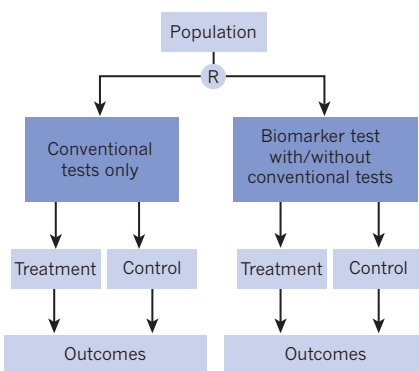 Population
R
Conventional
tests only
Biomarker test
with/without
conventional tests
Treatment
Control
Treatment
Control
Outcomes
Outcomes